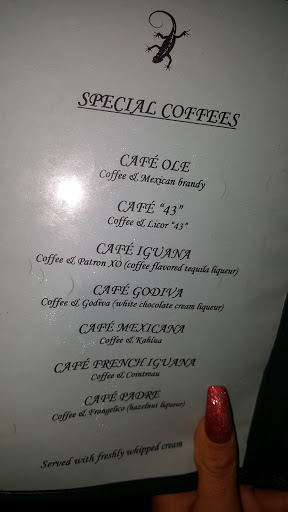 SPECIAL COFFEES
CAFÉ OLE
Coffee & Mexican brandy
CAFÉ "43"
Coffee & Licor "43"
CAFÉ IGUANA
Coffee & Patron XO (coffee flavored tequila liqueur)
CAFÉ GODIVA
Coffee & Godiva (white chocolate cream liqueur)
CAFÉ MEXICANA
Coffee & Kahlua
CAFÉ FRENCH IGUANA
Coffee & Cointreau
CAFÉ PADRE
Coffee & Frangelico (hazelnut liqueur)
Served with freshly whipped cream